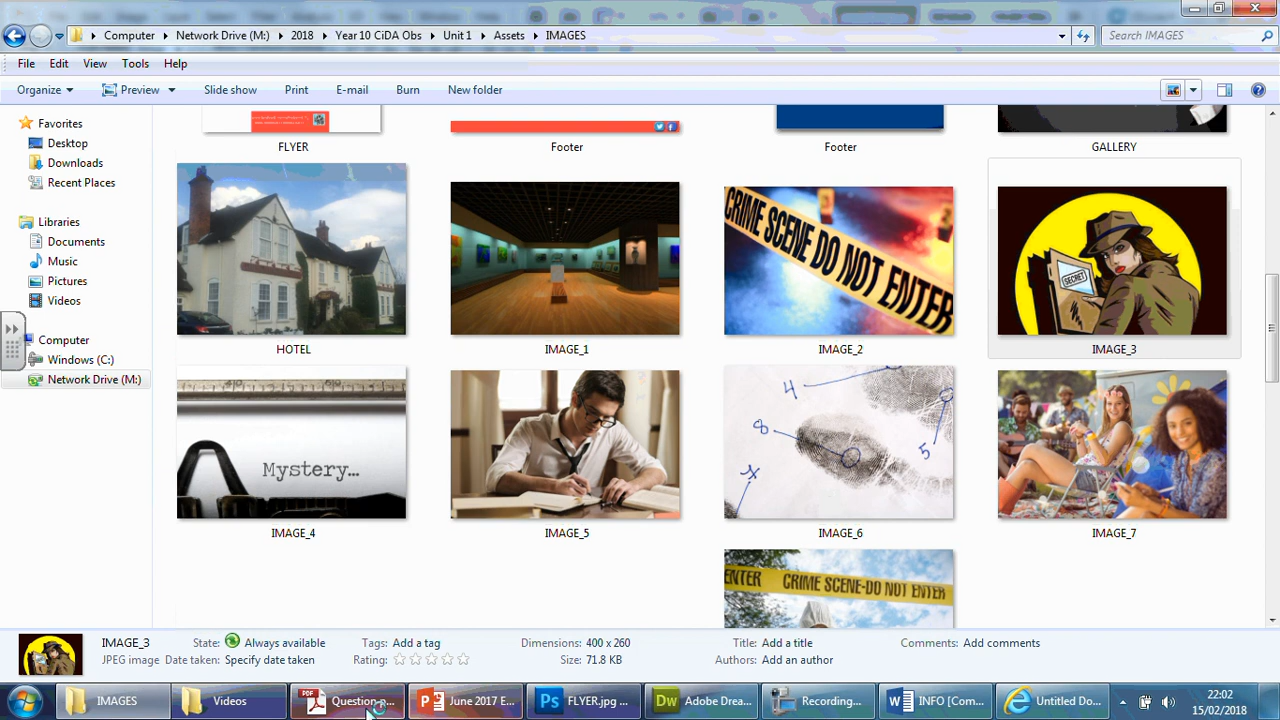 Computer Network Drive (M:) 2018 Year 10 CiDA Obs Unit 1 Assets IMAGES
Search IMAGES
File Edit View Tools Help
Organize Preview Slide show Print E-mail Burn New folder
Favorites
Desktop
Downloads
Recent Places
Libraries
Documents
Music
Pictures
Videos
Computer
Windows (C:)
Network Drive (M:)
FLYER Footer Footer GALLERY
CRIME SCENE DO NOT ENTER
SECRET
HOTEL IMAGE_1 IMAGE_2 IMAGE_3
Mystery...
4
8
5
x
IMAGE_4 IMAGE_5 IMAGE_6 IMAGE_7
ENTER CRIME SCENE-DO NOT ENTER
IMAGE_3 State: Always available Tags: Add a tag Dimensions: 400 x 260 Title: Add a title Comments: Add comments
JPEG image Date taken: Specify date taken Rating: Size: 71.8 KB Authors: Add an author
IMAGES Videos PDF Question p... June 2017 E... Ps FLYER.jpg ... Dw Adobe Drea... Recording... INFO [Com... Untitled Do...
22:02
15/02/2018